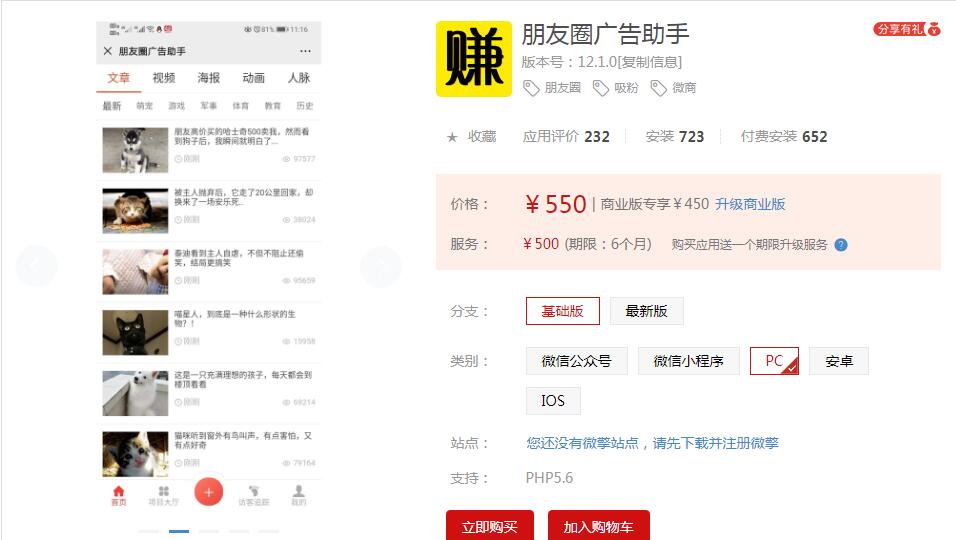 81% 11:16
朋友圈广告助手
文章 视频 海报 动画 人脉
最新 萌宠 游戏 军事 体育 教育 历史
朋友高价买的哈士奇500卖我，然而看
到狗子后，我瞬间就明白了...
刚刚 97577
被主人抛弃后，它走了20公里回家，却
换来了一场安乐死..
刚刚 38024
泰迪看到主人自虐，不但不阻止还偷
笑，结局更搞笑
刚刚 95659
喵星人，到底是一种什么形状的生
物？！
刚刚 15958
这是一只充满理想的孩子，每天都会到
楼顶看看
刚刚 69214
猫咪听到窗外有鸟叫声，有点害怕，又
有点好奇
刚刚 79164
首页 项目大厅 访客追踪 我的
赚
朋友圈广告助手
分享有礼
版本号：12.1.0[复制信息]
朋友圈 吸粉 微商
★ 收藏 应用评价 232 安装 723 付费安装 652
价格： ¥ 550 | 商业版专享￥450 升级商业版
服务： ¥ 500 (期限：6个月) 购买应用送一个期限升级服务 ?
分支： 基础版 最新版
类别： 微信公众号 微信小程序 PC 安卓
IOS
站点： 您还没有微擎站点，请先下载并注册微擎
支持： PHP5.6
立即购买 加入购物车